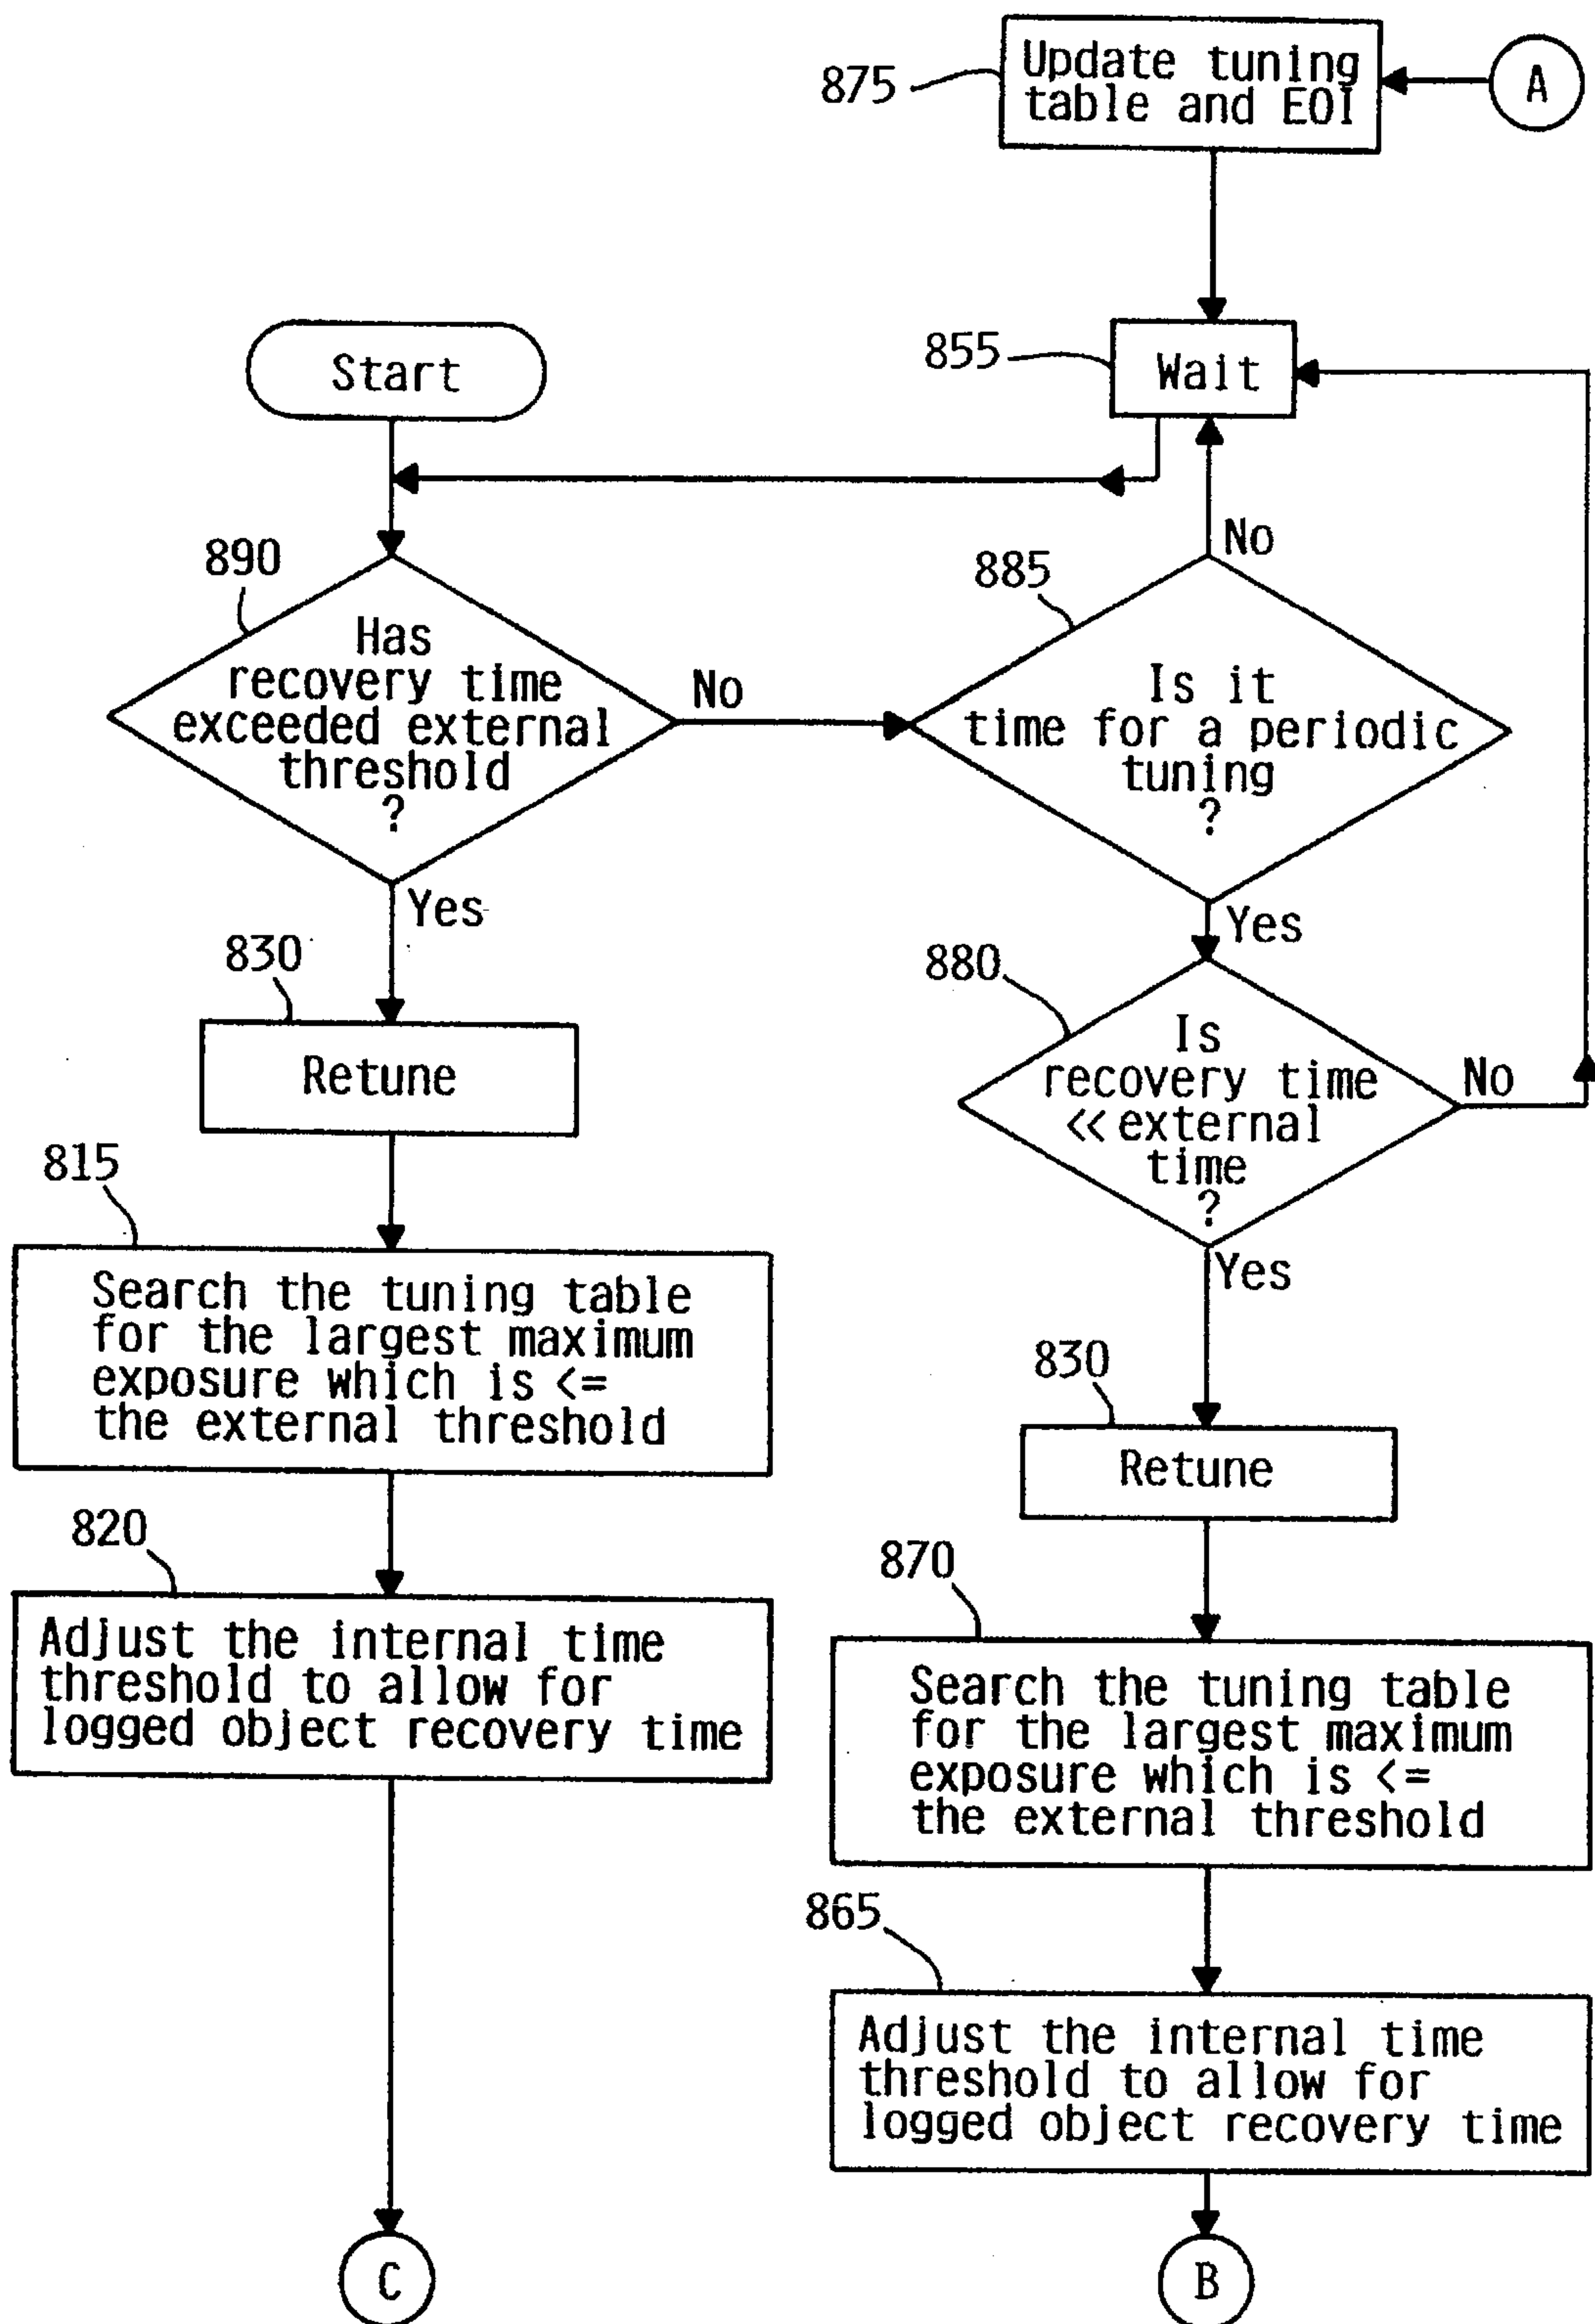 875
Update tuning
table and EOI
A
Start
855
Wait
890
Has
recovery time
exceeded external
threshold
?
No
885
No
Is it
time for a periodic
tuning
?
Yes
Yes
830
Retune
880
Is
recovery time
<< external
time
?
No
Yes
815
Search the tuning table
for the largest maximum
exposure which is <=
the external threshold
830
Retune
820
Adjust the internal time
threshold to allow for
logged object recovery time
870
Search the tuning table
for the largest maximum
exposure which is <=
the external threshold
865
Adjust the internal time
threshold to allow for
logged object recovery time
C
B